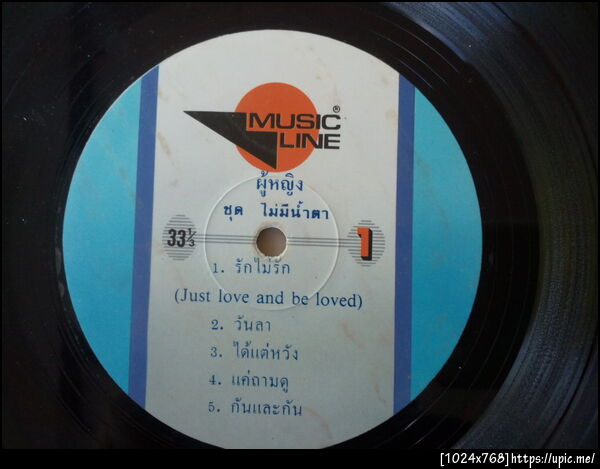 MUSIC ®
LINE
ผู้หญิง
ชุด ไม่มีน้ำตา
33⅓ 1
1. รักไม่รัก
(Just love and be loved)
2. วันลา
3. ได้แต่หวัง
4. แค่ถามดู
5. กันและกัน
[1024x768]https://upic.me/